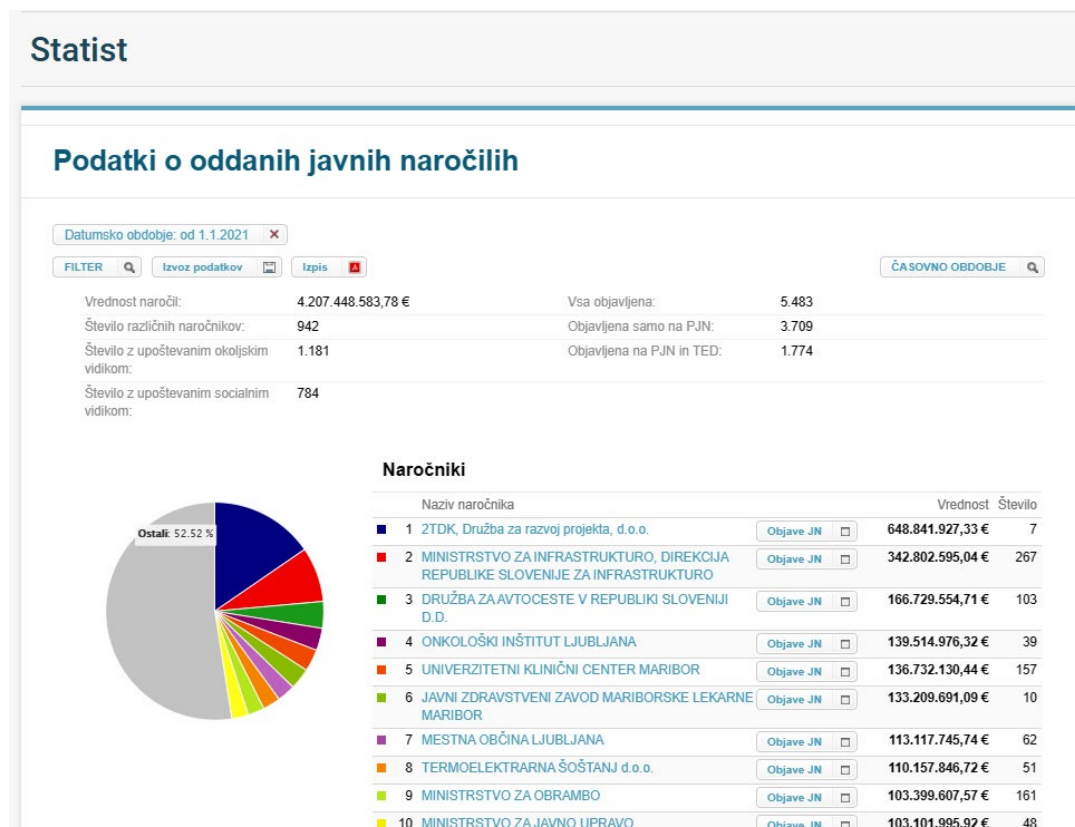 Statist
Podatki o oddanih javnih naročilih
Datumsko obdobje: od 1.1.2021
FILTER Izvoz podatkov Izpis ČASOVNO OBDOBJE
Vrednost naročil: 4.207.448.583,78 € Vsa objavljena: 5.483
Število različnih naročnikov: 942 Objavljena samo na PJN: 3.709
Število z upoštevanim okoljskim 1.181 Objavljena na PJN in TED: 1.774
vidikom:
Število z upoštevanim socialnim 784
vidikom:
Naročniki
Naziv naročnika Vrednost Število
Ostali: 52.52 %
1 2TDK, Družba za razvoj projekta, d.o.o. Objave JN 648.841.927,33 € 7
2 MINISTRSTVO ZA INFRASTRUKTURO, DIREKCIJA Objave JN 342.802.595,04 € 267
REPUBLIKE SLOVENIJE ZA INFRASTRUKTURO
3 DRUŽBA ZA AVTOCESTE V REPUBLIKI SLOVENIJI Objave JN 166.729.554,71 € 103
D.D.
4 ONKOLOŠKI INŠTITUT LJUBLJANA Objave JN 139.514.976,32 € 39
5 UNIVERZITETNI KLINIČNI CENTER MARIBOR Objave JN 136.732.130,44 € 157
6 JAVNI ZDRAVSTVENI ZAVOD MARIBORSKE LEKARNE Objave JN 133.209.691,09 € 10
MARIBOR
7 MESTNA OBČINA LJUBLJANA Objave JN 113.117.745,74 € 62
8 TERMOELEKTRARNA ŠOŠTANJ d.o.o. Objave JN 110.157.846,72 € 51
9 MINISTRSTVO ZA OBRAMBO Objave JN 103.399.607,57 € 161
10 MINISTRSTVO ZA JAVNO UPRAVO Objave JN 103.101.995,92 € 48